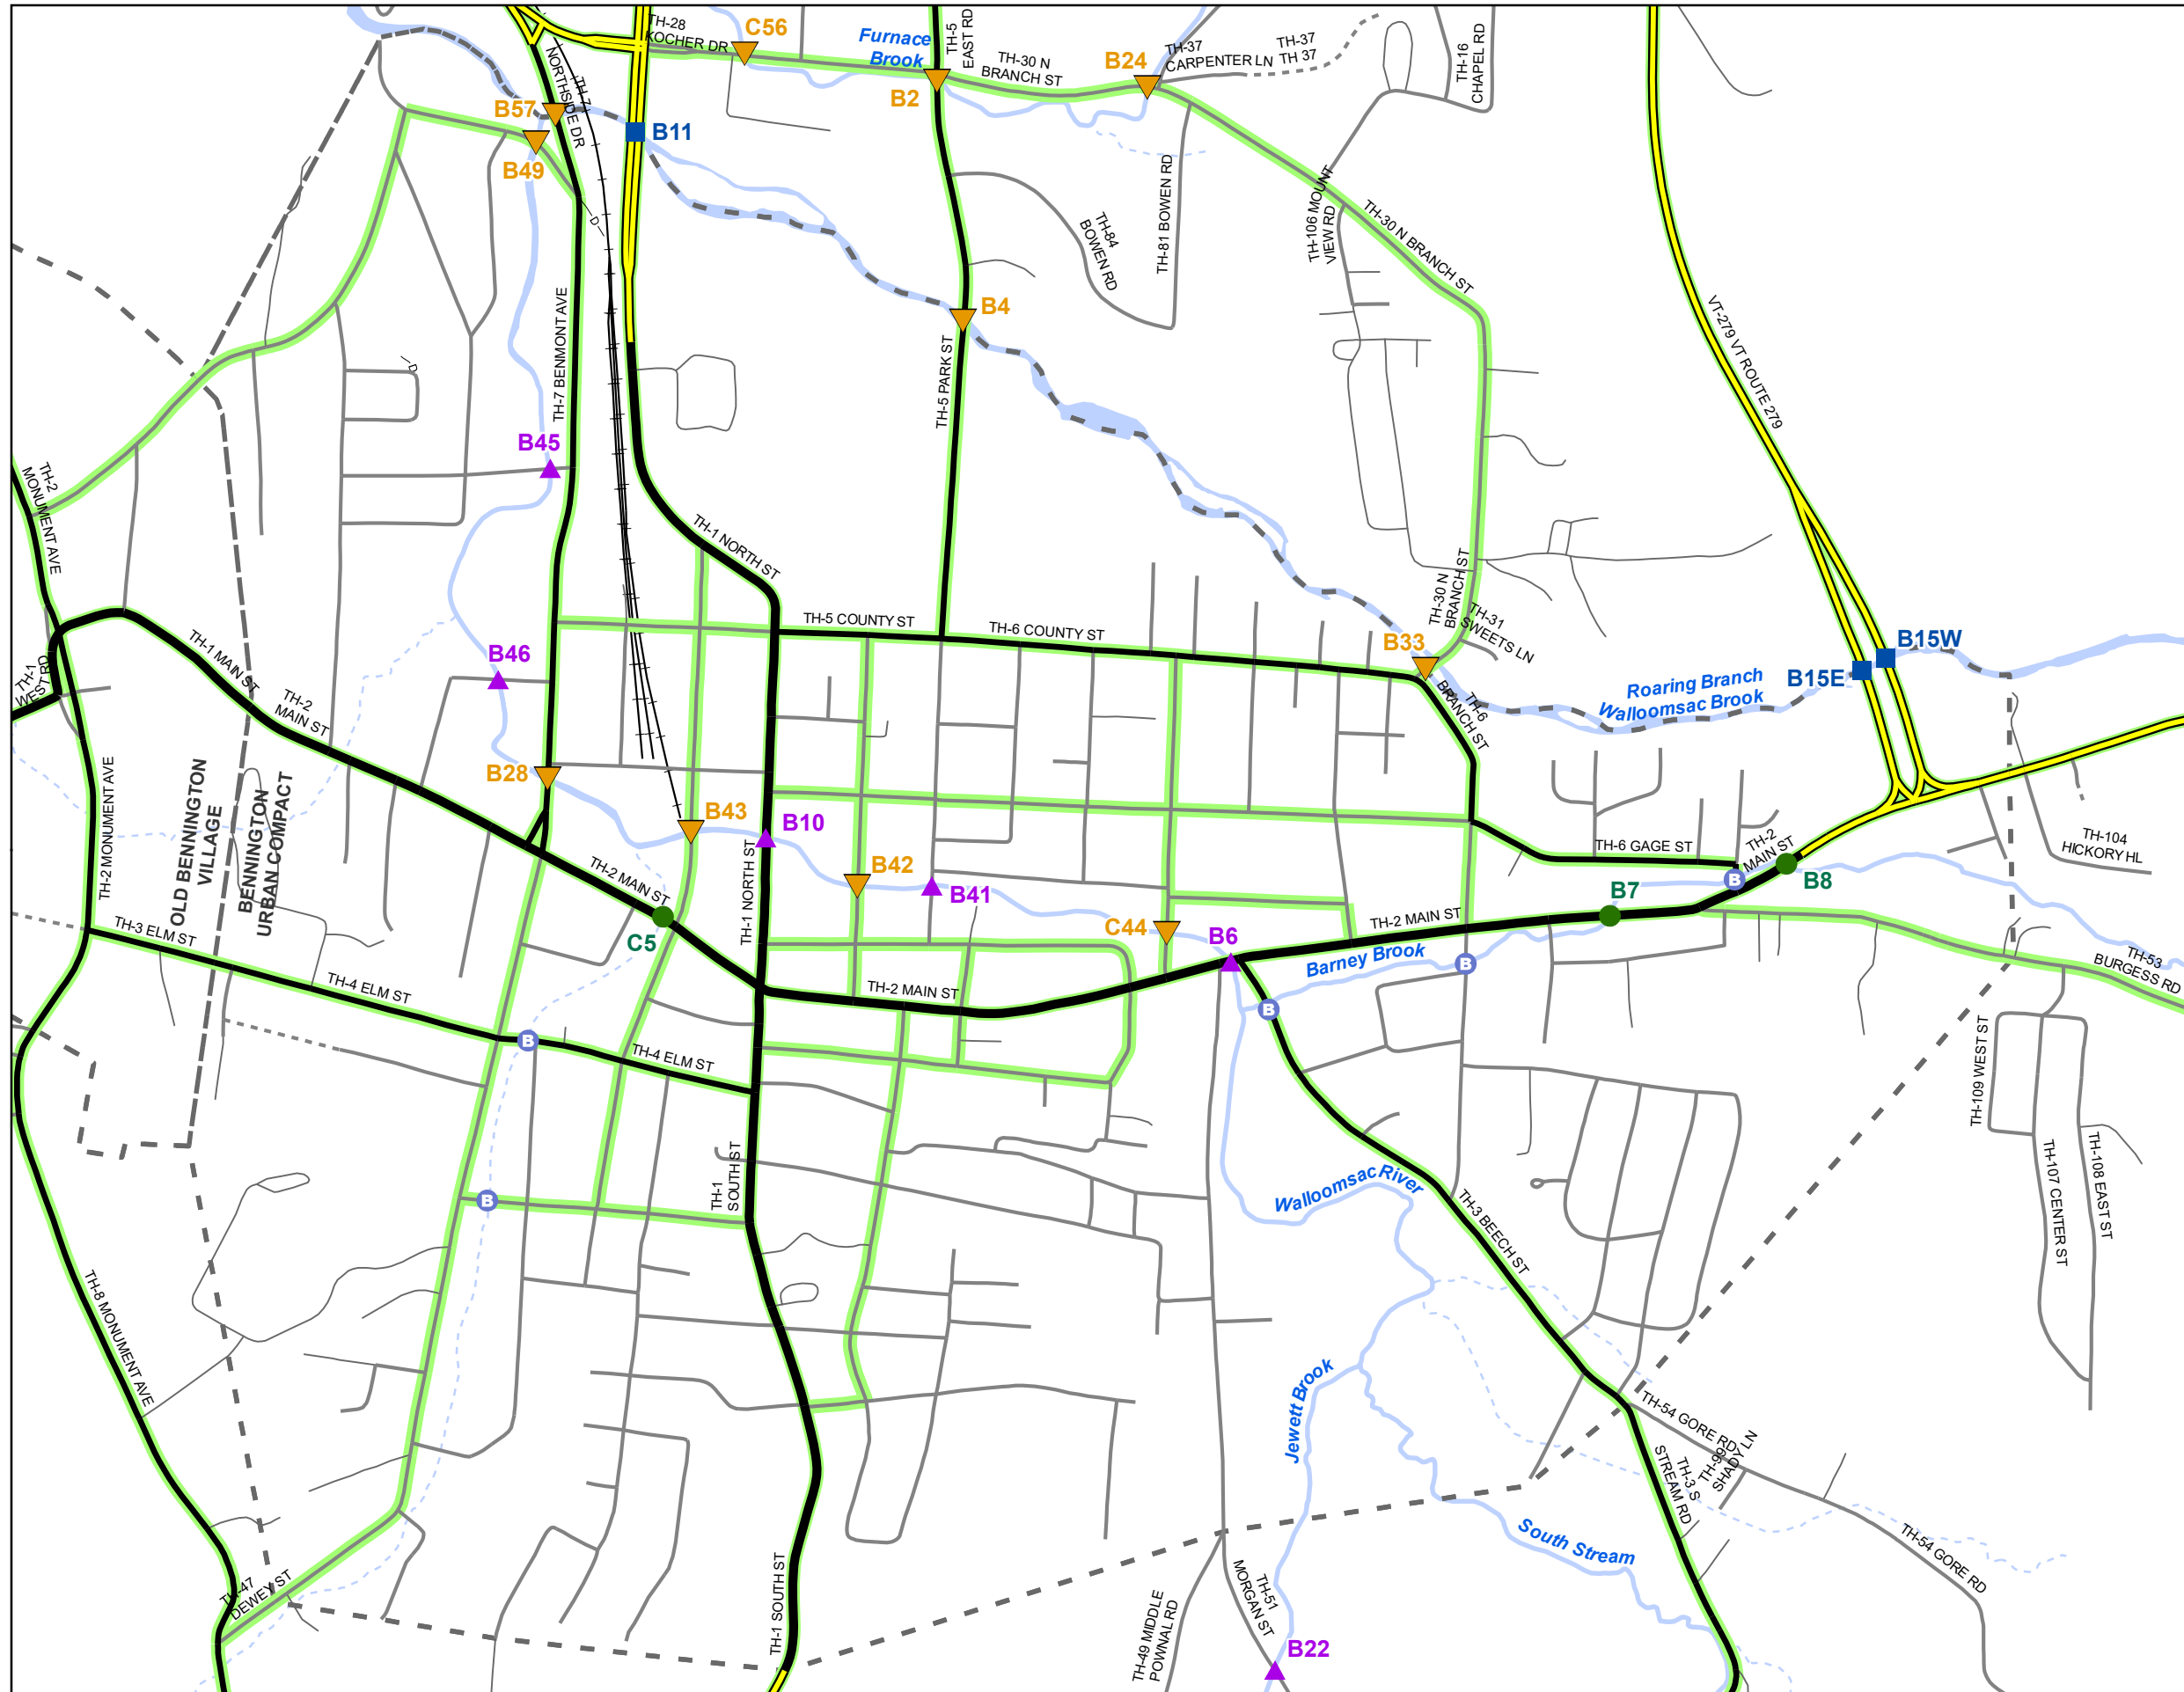 TH-28
KOCHER DR
C56
Furnace
Brook
TH-5
EAST RD
TH-30 N
BRANCH ST
B24
TH-37
CARPENTER LN
TH-37
TH 37
TH-16
CHAPEL RD
B2
B57
NORTHSIDE DR
TH-7
B11
B49
D
TH-106 MOUNT
VIEW RD
TH-81 BOWEN RD
TH-84
BOWEN RD
TH-30 N BRANCH ST
VT-279 VT ROUTE 279
B4
TH-7 BENMONT AVE
TH-5 PARK ST
D
B45
TH-2
MONUMENT AVE
TH-1 NORTH ST
TH-30 N
BRANCH ST
TH-31
SWEETS LN
TH-5 COUNTY ST
TH-6 COUNTY ST
B33
B15W
B15E
Roaring Branch
Walloomsac Brook
TH-1
WEST RD
TH-1 MAIN ST
TH-2
MAIN ST
B46
TH-6
BRANCH ST
OLD BENNINGTON
VILLAGE
BENNINGTON
URBAN COMPACT
TH-2 MONUMENT AVE
B28
B43
B10
TH-6 GAGE ST
TH-2
MAIN ST
TH-104
HICKORY HL
B
B8
B7
TH-2 MAIN ST
B42
B41
C44
B6
TH-2 MAIN ST
Barney Brook
B
C5
TH-1 NORTH ST
TH-3 ELM ST
TH-4 ELM ST
TH-2 MAIN ST
B
TH-53
BURGESS RD
B
TH-4 ELM ST
TH-109 WEST ST
TH-107 CENTER ST
TH-108 EAST ST
TH-1
SOUTH ST
B
Walloomsac River
TH-3 BEECH ST
TH-8 MONUMENT AVE
Jewett Brook
TH-54 GORE RD
TH-99
SHADY LN
TH-3 S
STREAM RD
South Stream
TH-54 GORE RD
TH-47
DEWEY ST
TH-1 SOUTH ST
TH-49 MIDDLE
POWNAL RD
TH-51
MORGAN ST
B22